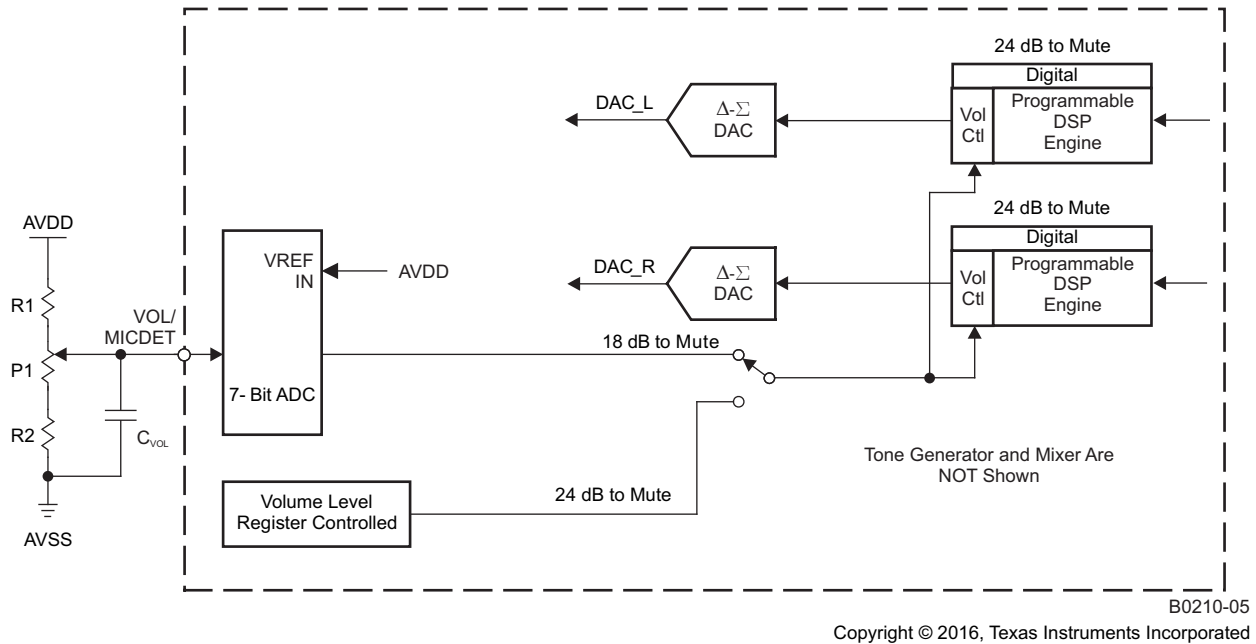 24 dB to Mute
Digital
Vol
Ctl
Programmable
DSP
Engine
Δ-Σ
DAC
DAC_L
24 dB to Mute
Digital
Vol
Ctl
Programmable
DSP
Engine
Δ-Σ
DAC
DAC_R
AVDD
R1
P1
R2
AVSS
C_VOL
VOL/
MICDET
VREF
IN
7- Bit ADC
AVDD
18 dB to Mute
Volume Level
Register Controlled
24 dB to Mute
Tone Generator and Mixer Are
NOT Shown
B0210-05
Copyright © 2016, Texas Instruments Incorporated